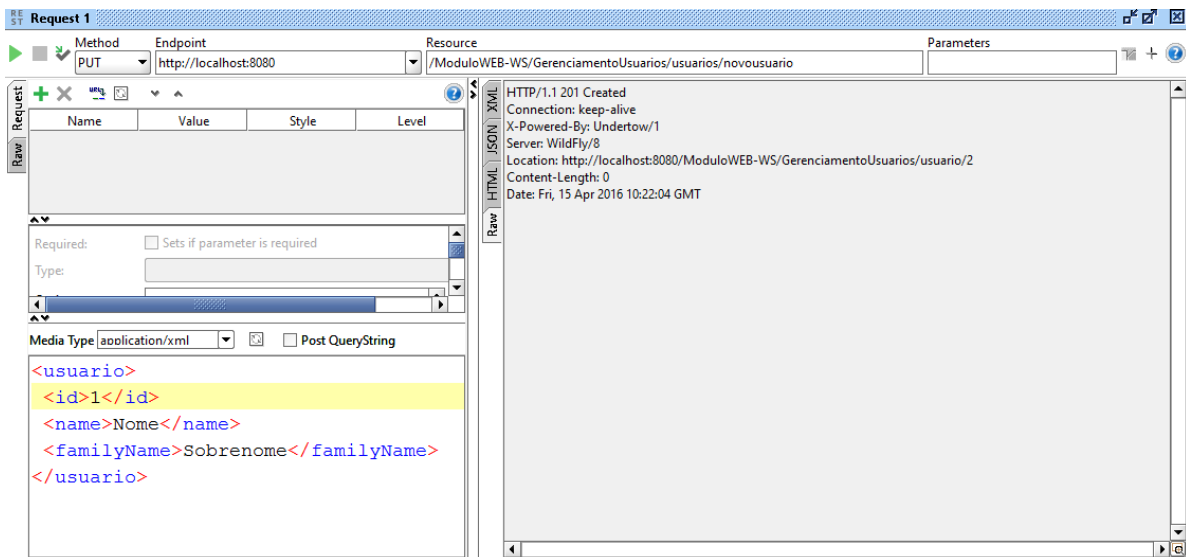 REST Request 1
Method Endpoint Resource Parameters
PUT http://localhost:8080 /ModuloWEB-WS/GerenciamentoUsuarios/usuarios/novousuario
Request
Raw
Name Value Style Level
Required: Sets if parameter is required
Type:
Media Type application/xml Post QueryString
<usuario>
<id>1</id>
<name>Nome</name>
<familyName>Sobrenome</familyName>
</usuario>
XML
JSON
HTML
Raw
HTTP/1.1 201 Created
Connection: keep-alive
X-Powered-By: Undertow/1
Server: WildFly/8
Location: http://localhost:8080/ModuloWEB-WS/GerenciamentoUsuarios/usuario/2
Content-Length: 0
Date: Fri, 15 Apr 2016 10:22:04 GMT